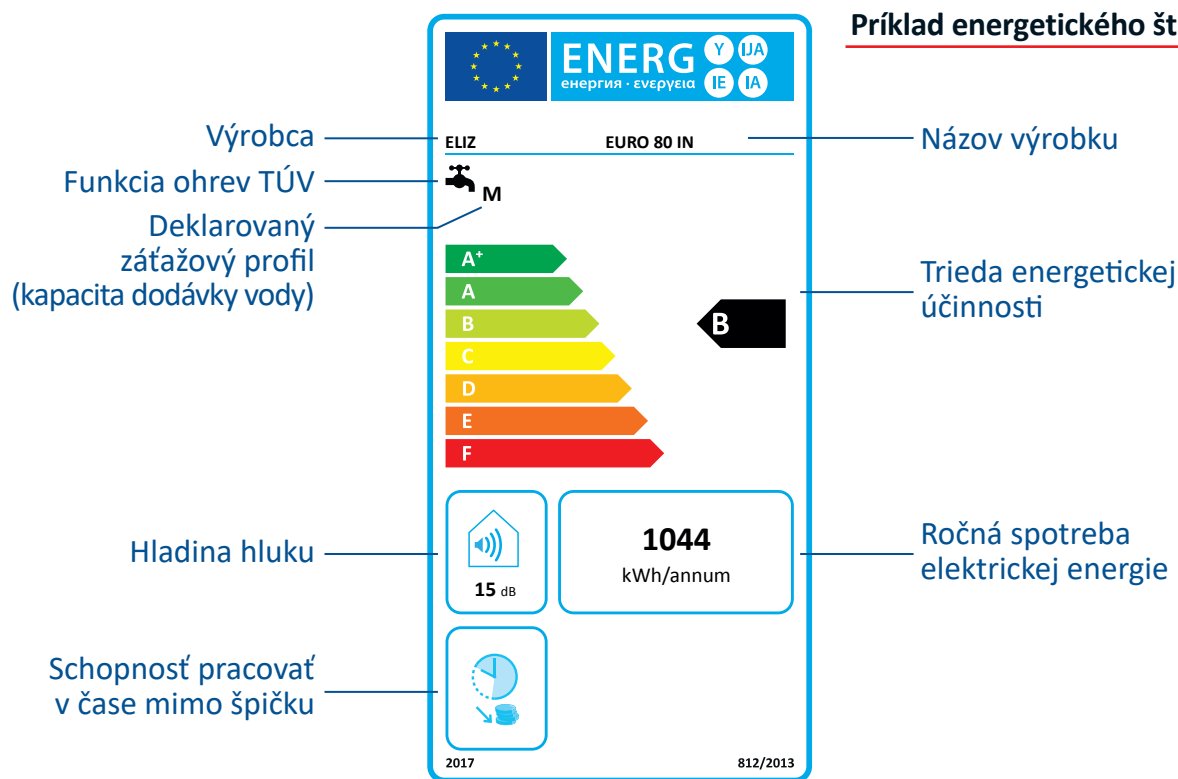 Príklad energetického št
ENERG Y IJA
енергия · ενεργεια IE IA
Výrobca
ELIZ EURO 80 IN
Názov výrobku
Funkcia ohrev TÚV
M
Deklarovaný
záťažový profil
(kapacita dodávky vody)
A+
A
B
C
D
E
F
B
Trieda energetickej
účinnosti
Hladina hluku
15 dB
1044
kWh/annum
Ročná spotreba
elektrickej energie
Schopnosť pracovať
v čase mimo špičku
2017 812/2013